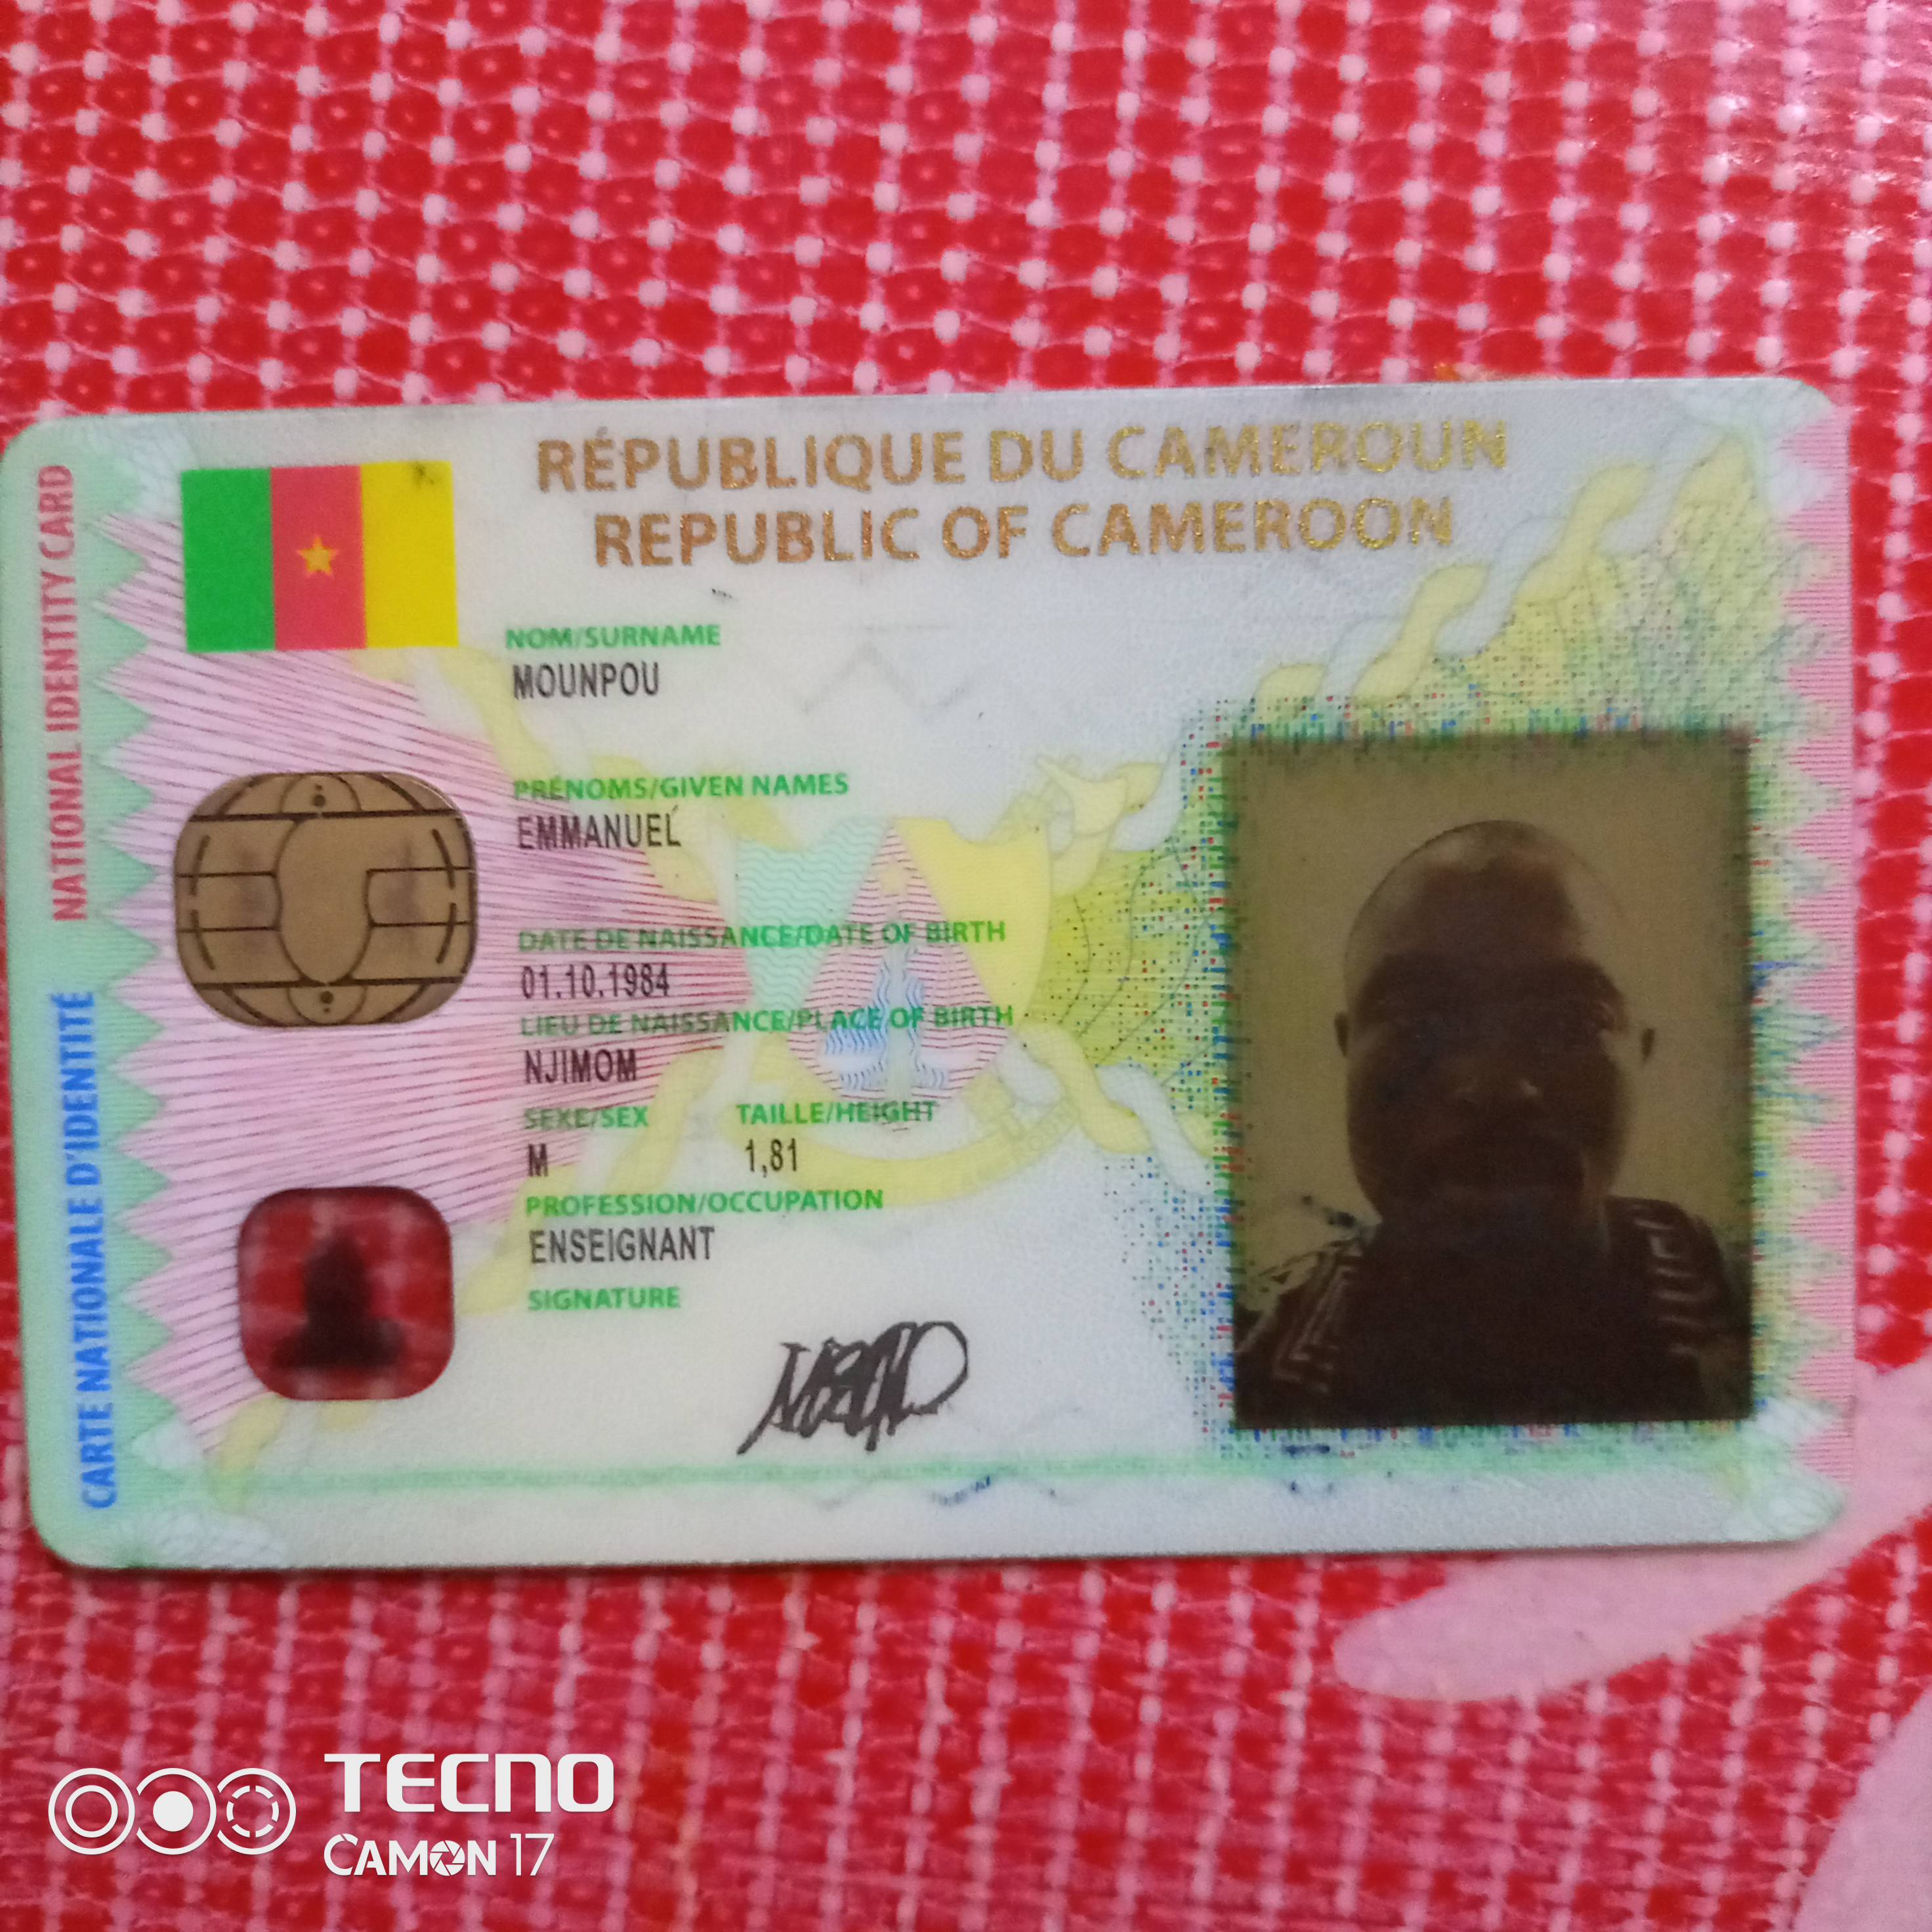 RÉPUBLIQUE DU CAMEROUN
REPUBLIC OF CAMEROON
NATIONAL IDENTITY CARD
CARTE NATIONALE D'IDENTITÉ
NOM/SURNAME
MOUNPOU
PRÉNOMS/GIVEN NAMES
EMMANUEL
DATE DE NAISSANCE/DATE OF BIRTH
01.10.1984
LIEU DE NAISSANCE/PLACE OF BIRTH
NJIMOM
SEXE/SEX TAILLE/HEIGHT
M 1,81
PROFESSION/OCCUPATION
ENSEIGNANT
SIGNATURE
TECNO
CAMON 17